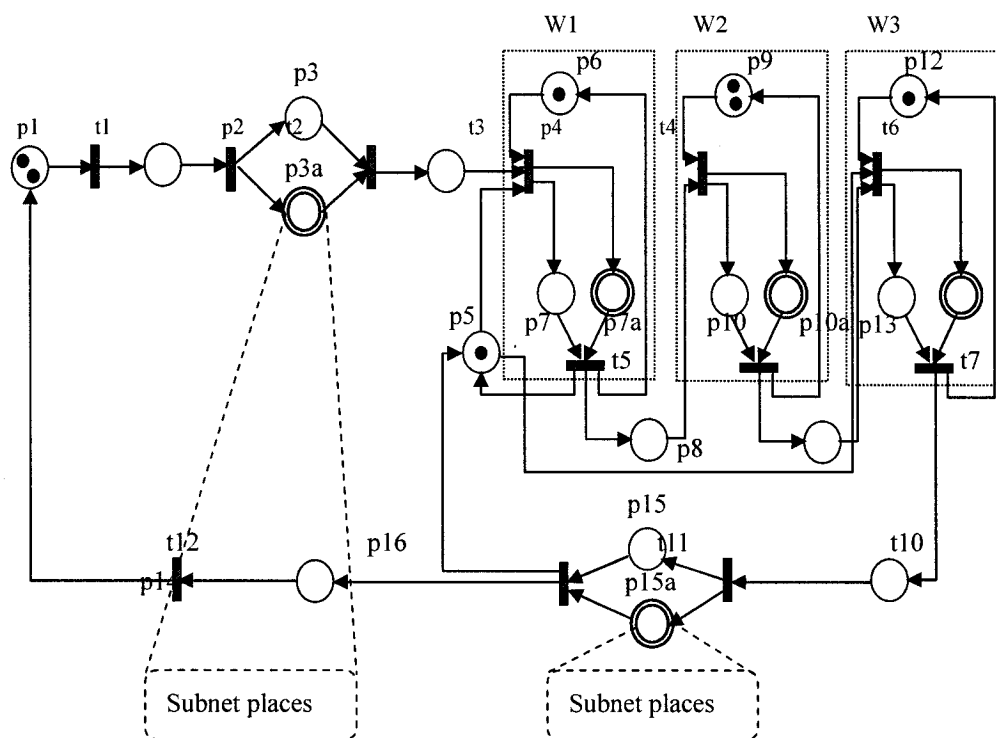 W1 W2 W3
p6 p9 p12
p3
p1 t1 p2 t2 t3 p4 t4 t6
p3a
p5 p7 p7a p10 p10a p13
t5 t7
p8
p15
t12 p16 t11 t10
p15a
Subnet places Subnet places